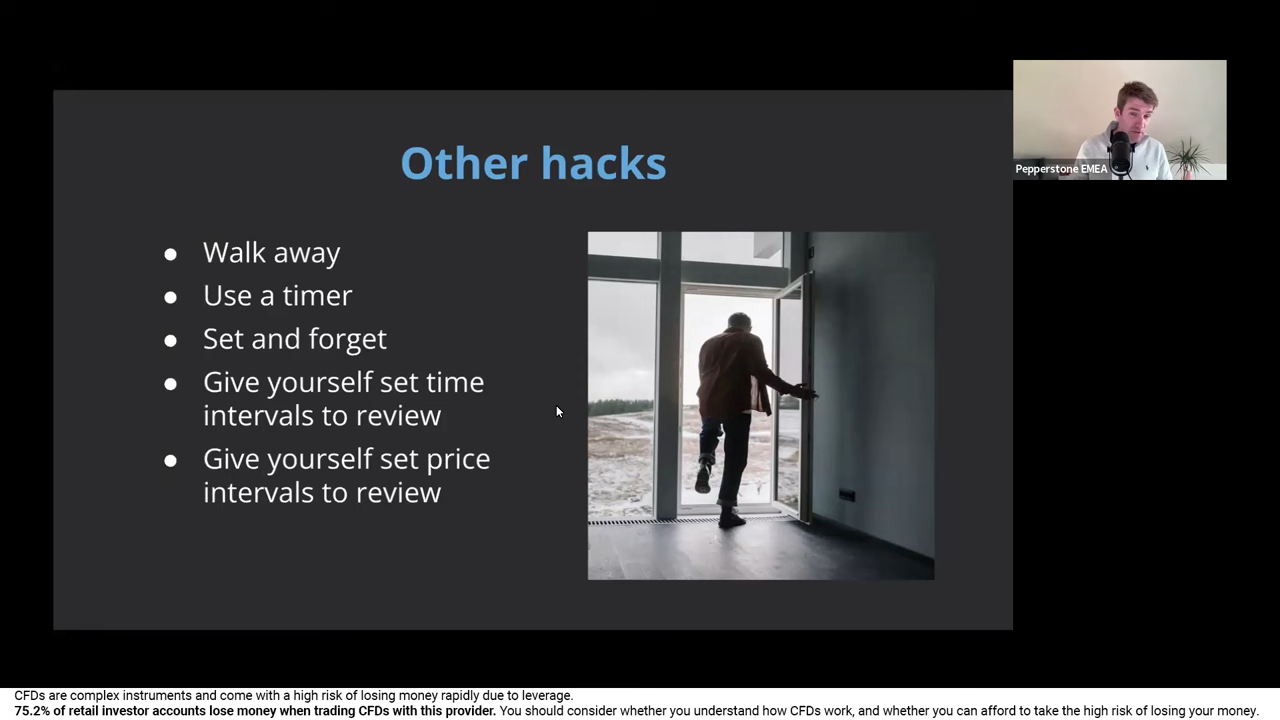 Other hacks
● Walk away
● Use a timer
● Set and forget
● Give yourself set time
intervals to review
● Give yourself set price
intervals to review
Pepperstone EMEA
CFDs are complex instruments and come with a high risk of losing money rapidly due to leverage.
75.2% of retail investor accounts lose money when trading CFDs with this provider. You should consider whether you understand how CFDs work, and whether you can afford to take the high risk of losing your money.